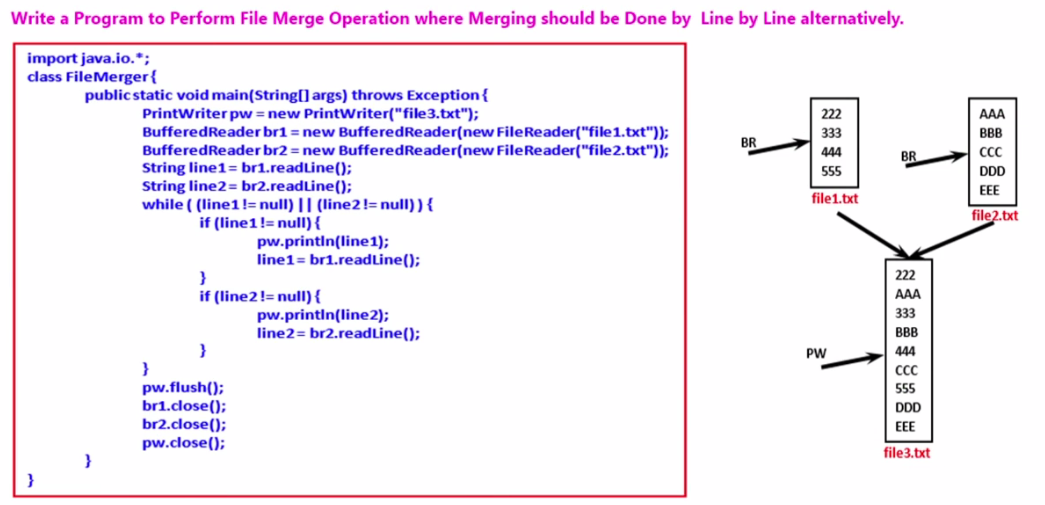 Write a Program to Perform File Merge Operation where Merging should be Done by Line by Line alternatively.
import java.io.*;
class FileMerger{
public static void main(String[] args) throws Exception{
PrintWriter pw = new PrintWriter("file3.txt");
BufferedReader br1 = new BufferedReader(new FileReader("file1.txt"));
BufferedReader br2 = new BufferedReader(new FileReader("file2.txt"));
String line1= br1.readLine();
String line2= br2.readLine();
while ( (line1 != null) || (line2 != null) ) {
if (line1 != null) {
pw.println(line1);
line1= br1.readLine();
}
if (line2 != null) {
pw.println(line2);
line2= br2.readLine();
}
}
pw.flush();
br1.close();
br2.close();
pw.close();
}
}
BR
222
333
444
555
file1.txt
BR
AAA
BBB
CCC
DDD
EEE
file2.txt
PW
222
AAA
333
BBB
444
CCC
555
DDD
EEE
file3.txt